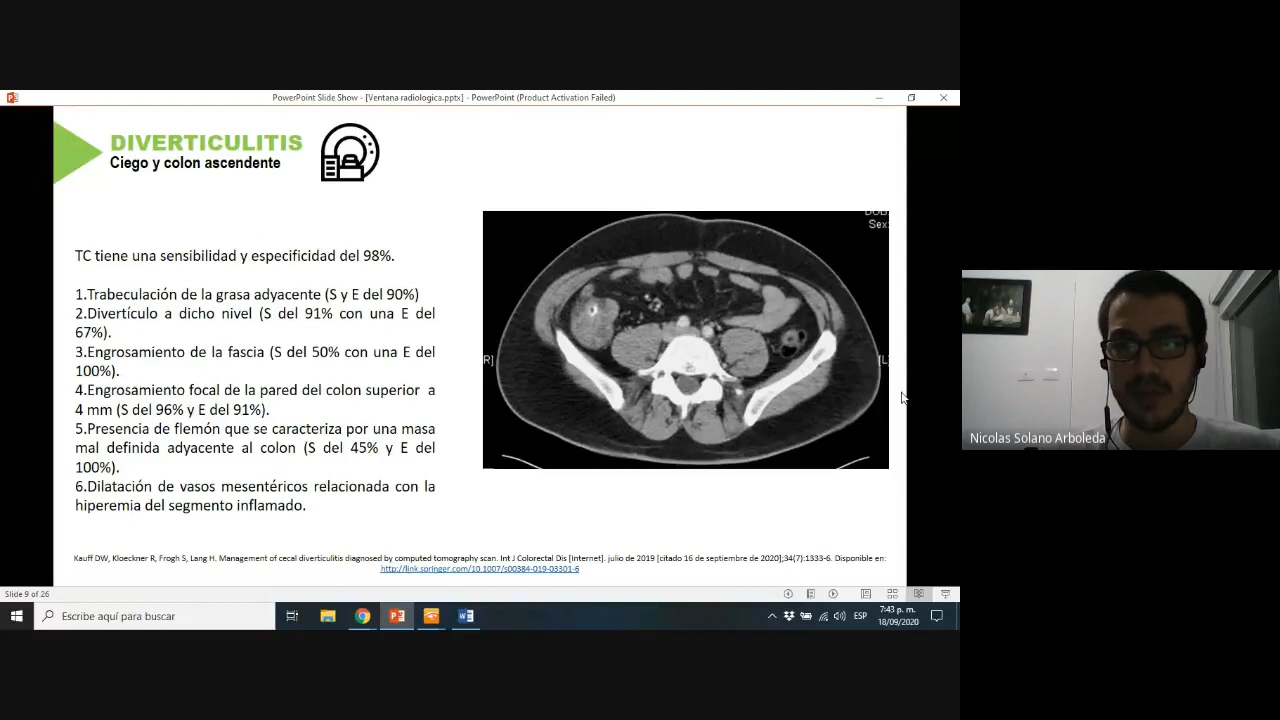 PowerPoint Slide Show - [Ventana radiologica.pptx] - PowerPoint (Product Activation Failed)
DIVERTICULITIS
Ciego y colon ascendente
TC tiene una sensibilidad y especificidad del 98%.
1.Trabeculación de la grasa adyacente (S y E del 90%)
2.Divertículo a dicho nivel (S del 91% con una E del
67%).
3.Engrosamiento de la fascia (S del 50% con una E del
100%).
4.Engrosamiento focal de la pared del colon superior a
4 mm (S del 96% y E del 91%).
5.Presencia de flemón que se caracteriza por una masa
mal definida adyacente al colon (S del 45% y E del
100%).
6.Dilatación de vasos mesentéricos relacionada con la
hiperemia del segmento inflamado.
Sex:
R]
[L
Kauff DW, Kloeckner R, Frogh S, Lang H. Management of cecal diverticulitis diagnosed by computed tomography scan. Int J Colorectal Dis [Internet]. julio de 2019 [citado 16 de septiembre de 2020];34(7):1333-6. Disponible en:
http://link.springer.com/10.1007/s00384-019-03301-6
Nicolas Solano Arboleda
Slide 9 of 26
Escribe aquí para buscar
ESP
7:43 p. m.
18/09/2020